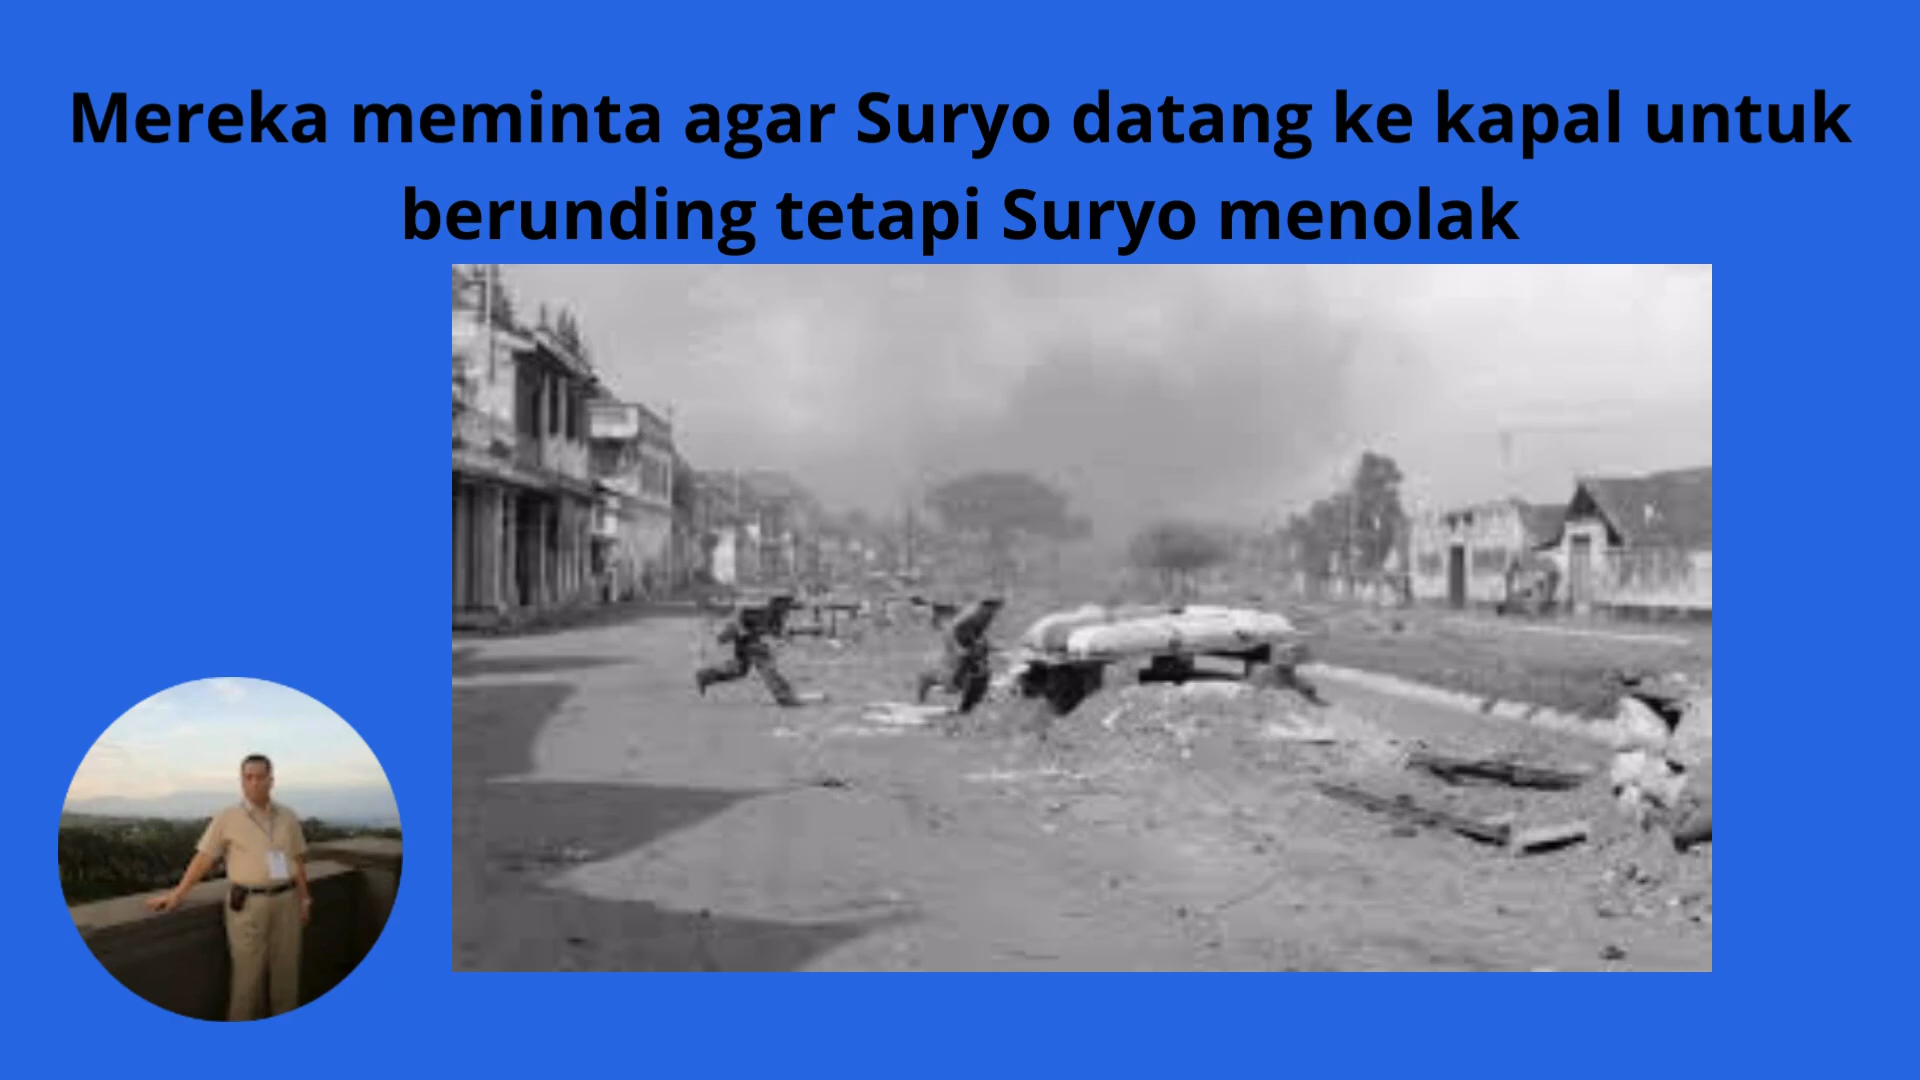 Mereka meminta agar Suryo datang ke kapal untuk
berunding tetapi Suryo menolak